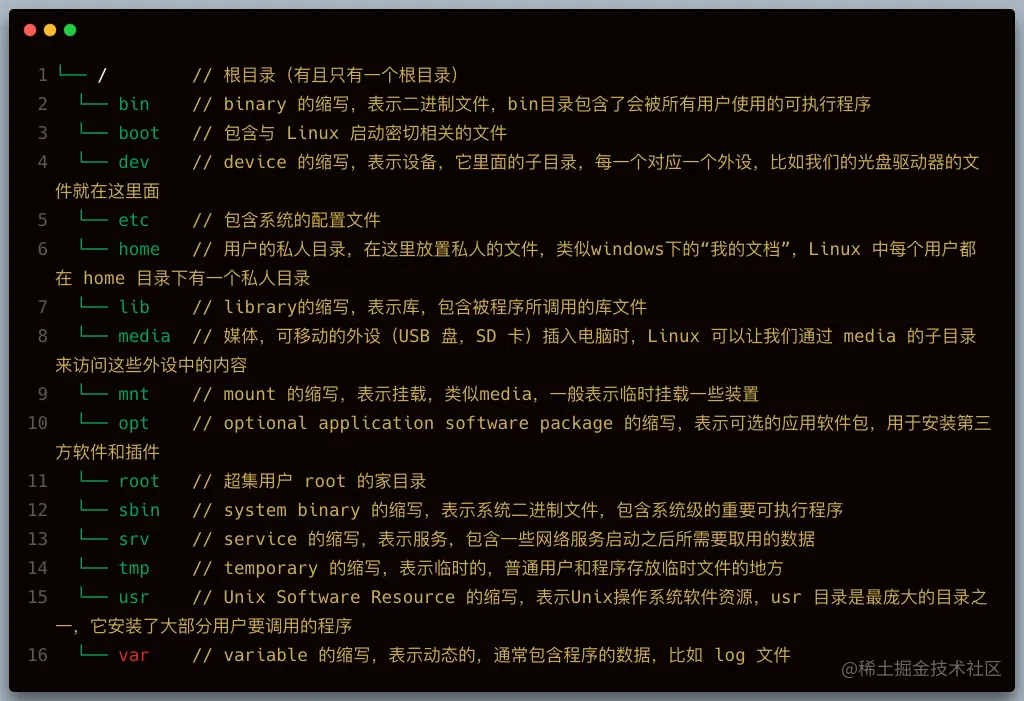 1 └── /        // 根目录（有且只有一个根目录）
2   └── bin    // binary 的缩写，表示二进制文件，bin目录包含了会被所有用户使用的可执行程序
3   └── boot   // 包含与 Linux 启动密切相关的文件
4   └── dev    // device 的缩写，表示设备，它里面的子目录，每一个对应一个外设，比如我们的光盘驱动器的文
件就在这里面
5   └── etc    // 包含系统的配置文件
6   └── home   // 用户的私人目录，在这里放置私人的文件，类似windows下的“我的文档”，Linux 中每个用户都
在 home 目录下有一个私人目录
7   └── lib    // library的缩写，表示库，包含被程序所调用的库文件
8   └── media  // 媒体，可移动的外设（USB 盘，SD 卡）插入电脑时，Linux 可以让我们通过 media 的子目录
来访问这些外设中的内容
9   └── mnt    // mount 的缩写，表示挂载，类似media，一般表示临时挂载一些装置
10  └── opt    // optional application software package 的缩写，表示可选的应用软件包，用于安装第三
方软件和插件
11  └── root   // 超集用户 root 的家目录
12  └── sbin   // system binary 的缩写，表示系统二进制文件，包含系统级的重要可执行程序
13  └── srv    // service 的缩写，表示服务，包含一些网络服务启动之后所需要取用的数据
14  └── tmp    // temporary 的缩写，表示临时的，普通用户和程序存放临时文件的地方
15  └── usr    // Unix Software Resource 的缩写，表示Unix操作系统软件资源，usr 目录是最庞大的目录之
一，它安装了大部分用户要调用的程序
16  └── var    // variable 的缩写，表示动态的，通常包含程序的数据，比如 log 文件
@稀土掘金技术社区